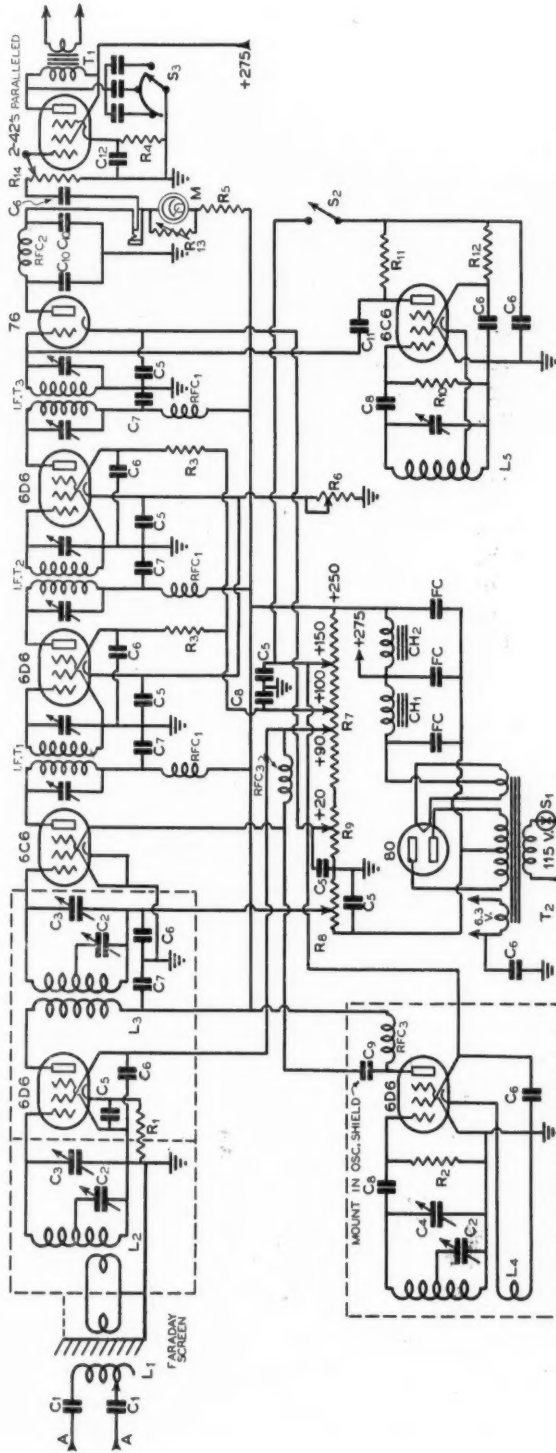 A
A
C1
C1
L1
FARADAY
SCREEN
L2
C3
C2
6D6
C5
R1
C6
L3
C7
C6
C3
C2
6C6
I.F.T1
RFC1
C7
C5
C6
R3
6D6
I.F.T2
RFC1
C7
C5
C6
R3
6D6
R6
I.F.T3
C7
C5
RFC1
76
RFC2
C10
C10
C6
R14
R13
M
R5
2-42'S PARALLELED
C12
R4
S3
T1
+275
MOUNT IN OSC. SHIELD
L4
C4
C2
C8
R2
6D6
C9
RFC3
C6
RFC3
R8
C5
C5
R9
+20
+90
R7
+100
+150
+250
C8
C5
6.3
V.
C6
T2
80
115 V.
S1
CH1
+275
CH2
FC
FC
FC
L5
C8
R10
6C6
C11
R11
R12
C6
C6
S2